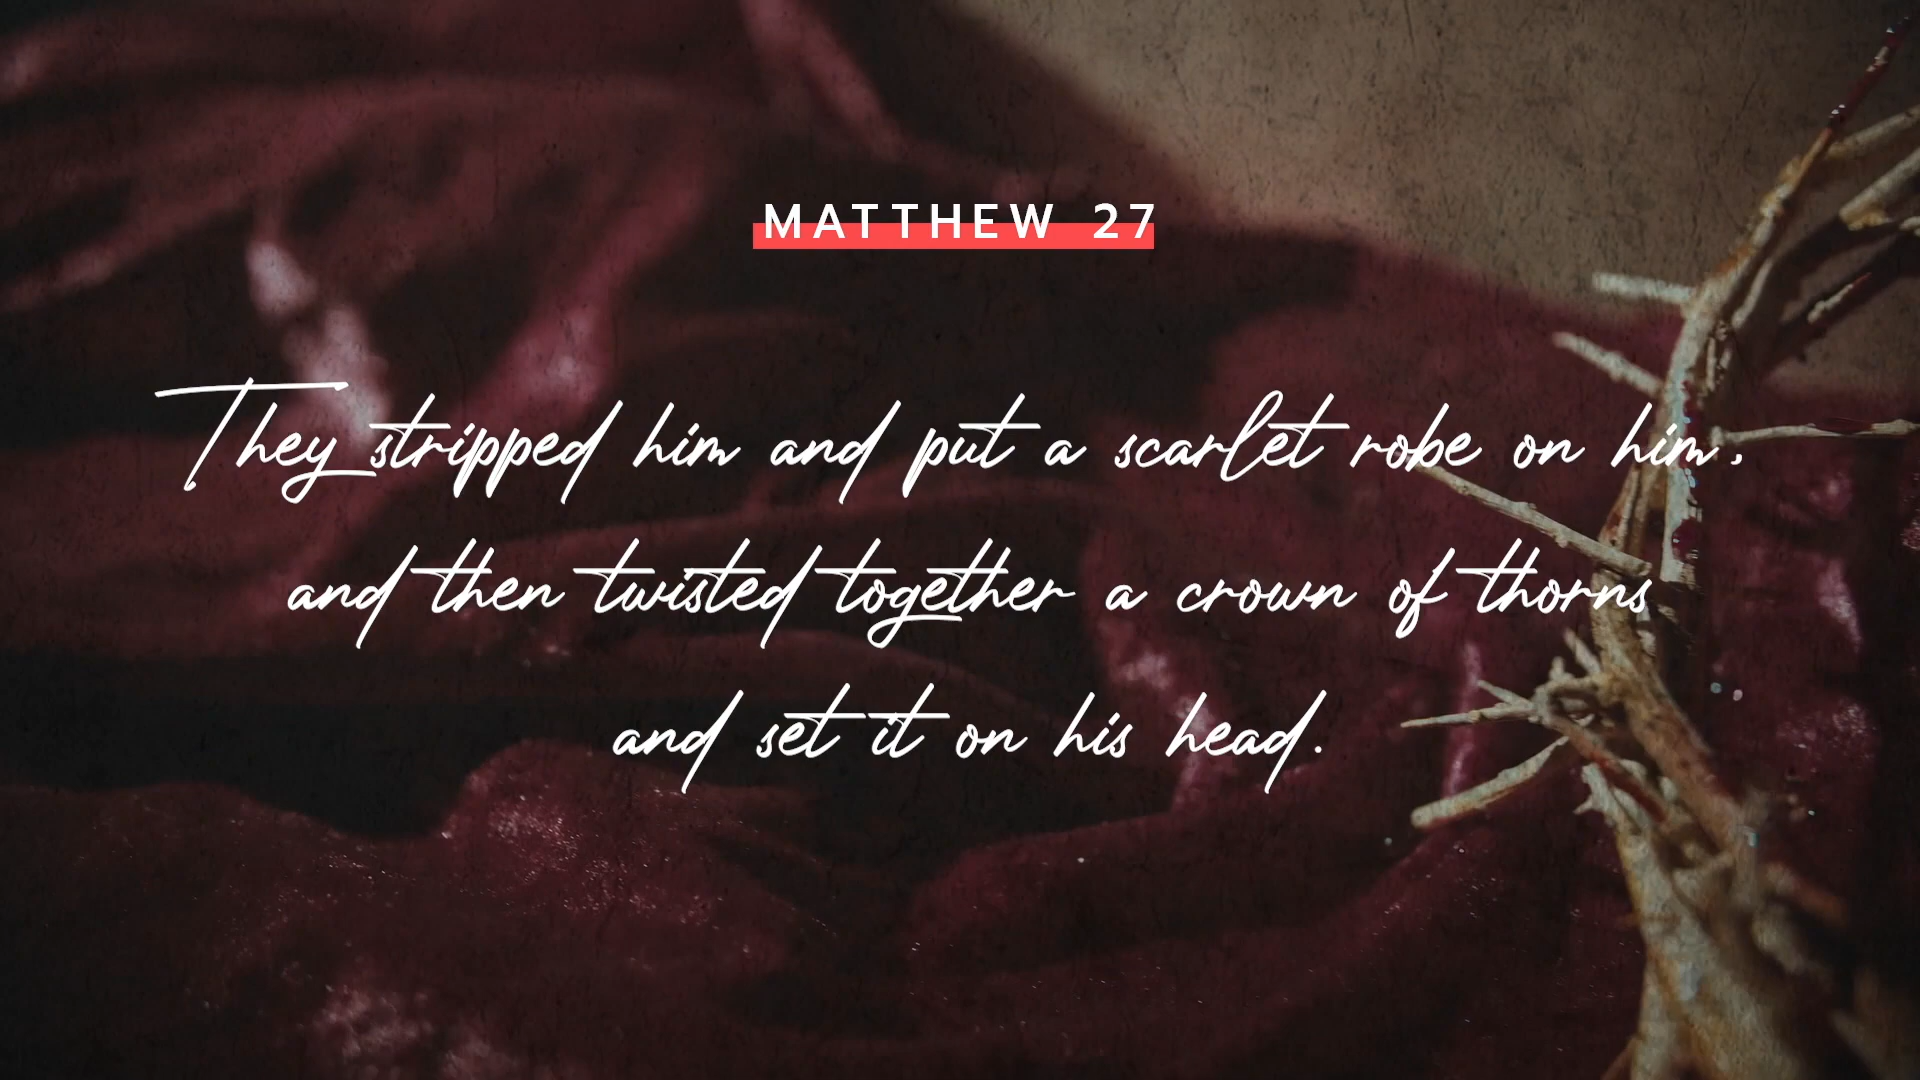 MATTHEW 27
They stripped him and put a scarlet robe on him,
and then twisted together a crown of thorns
and set it on his head.